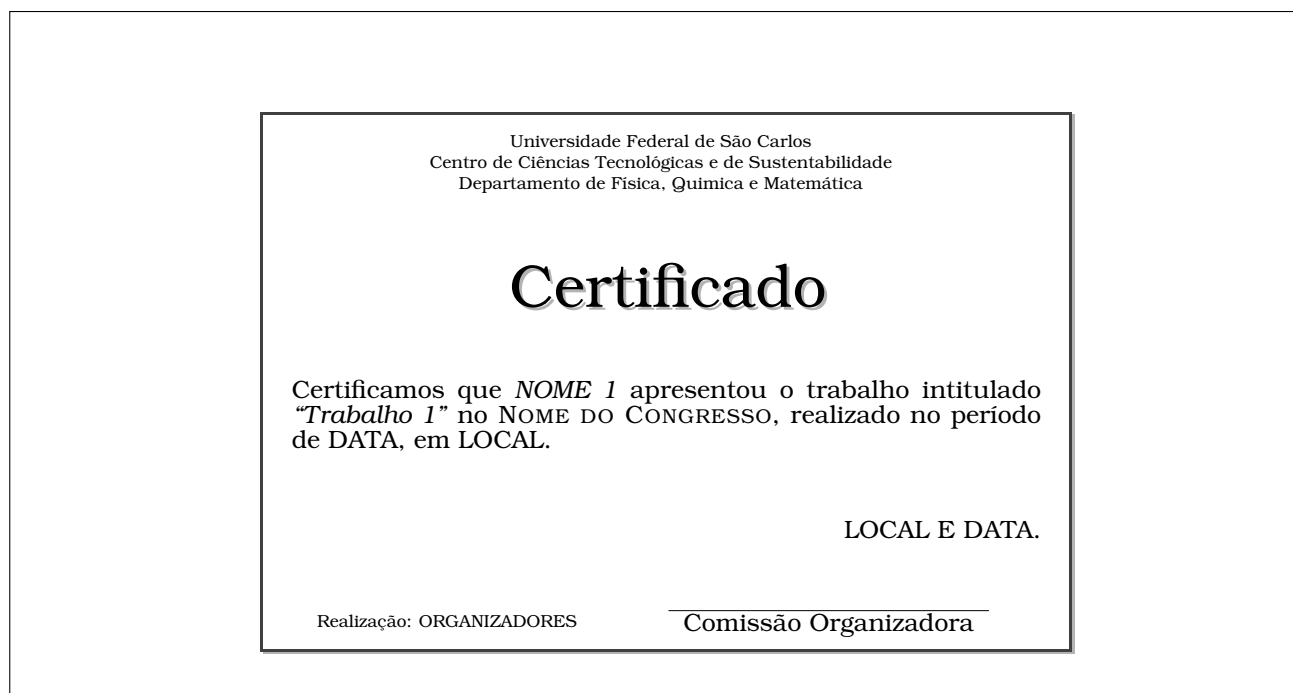 Universidade Federal de São Carlos
Centro de Ciências Tecnológicas e de Sustentabilidade
Departamento de Física, Quimica e Matemática
Certificado
Certificamos que NOME 1 apresentou o trabalho intitulado
“Trabalho 1” no NOME DO CONGRESSO, realizado no período
de DATA, em LOCAL.
LOCAL E DATA.
Realização: ORGANIZADORES
Comissão Organizadora